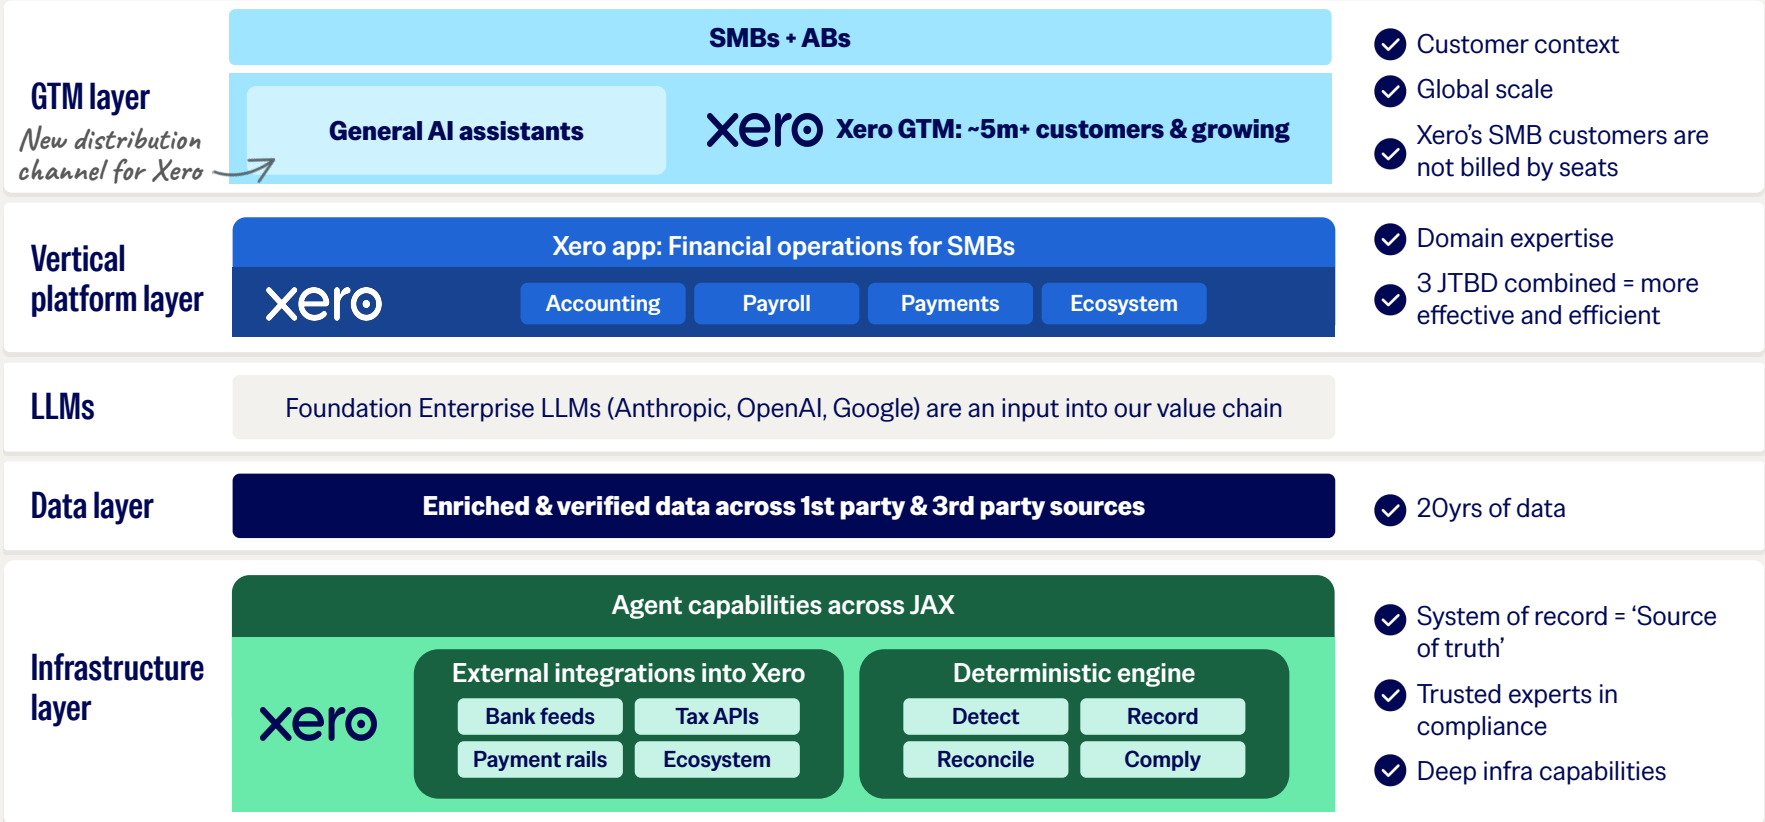 SMBs + ABs
GTM layer
New distribution
channel for Xero
General AI assistants
xero Xero GTM: ~5m+ customers & growing
Customer context
Global scale
Xero's SMB customers are
not billed by seats
Vertical
platform layer
Xero app: Financial operations for SMBs
xero
Accounting
Payroll
Payments
Ecosystem
Domain expertise
3 JTBD combined = more
effective and efficient
LLMs
Foundation Enterprise LLMs (Anthropic, OpenAI, Google) are an input into our value chain
Data layer
Enriched & verified data across 1st party & 3rd party sources
20yrs of data
Infrastructure
layer
Agent capabilities across JAX
xero
External integrations into Xero
Bank feeds
Tax APIs
Payment rails
Ecosystem
Deterministic engine
Detect
Record
Reconcile
Comply
System of record = ‘Source
of truth’
Trusted experts in
compliance
Deep infra capabilities